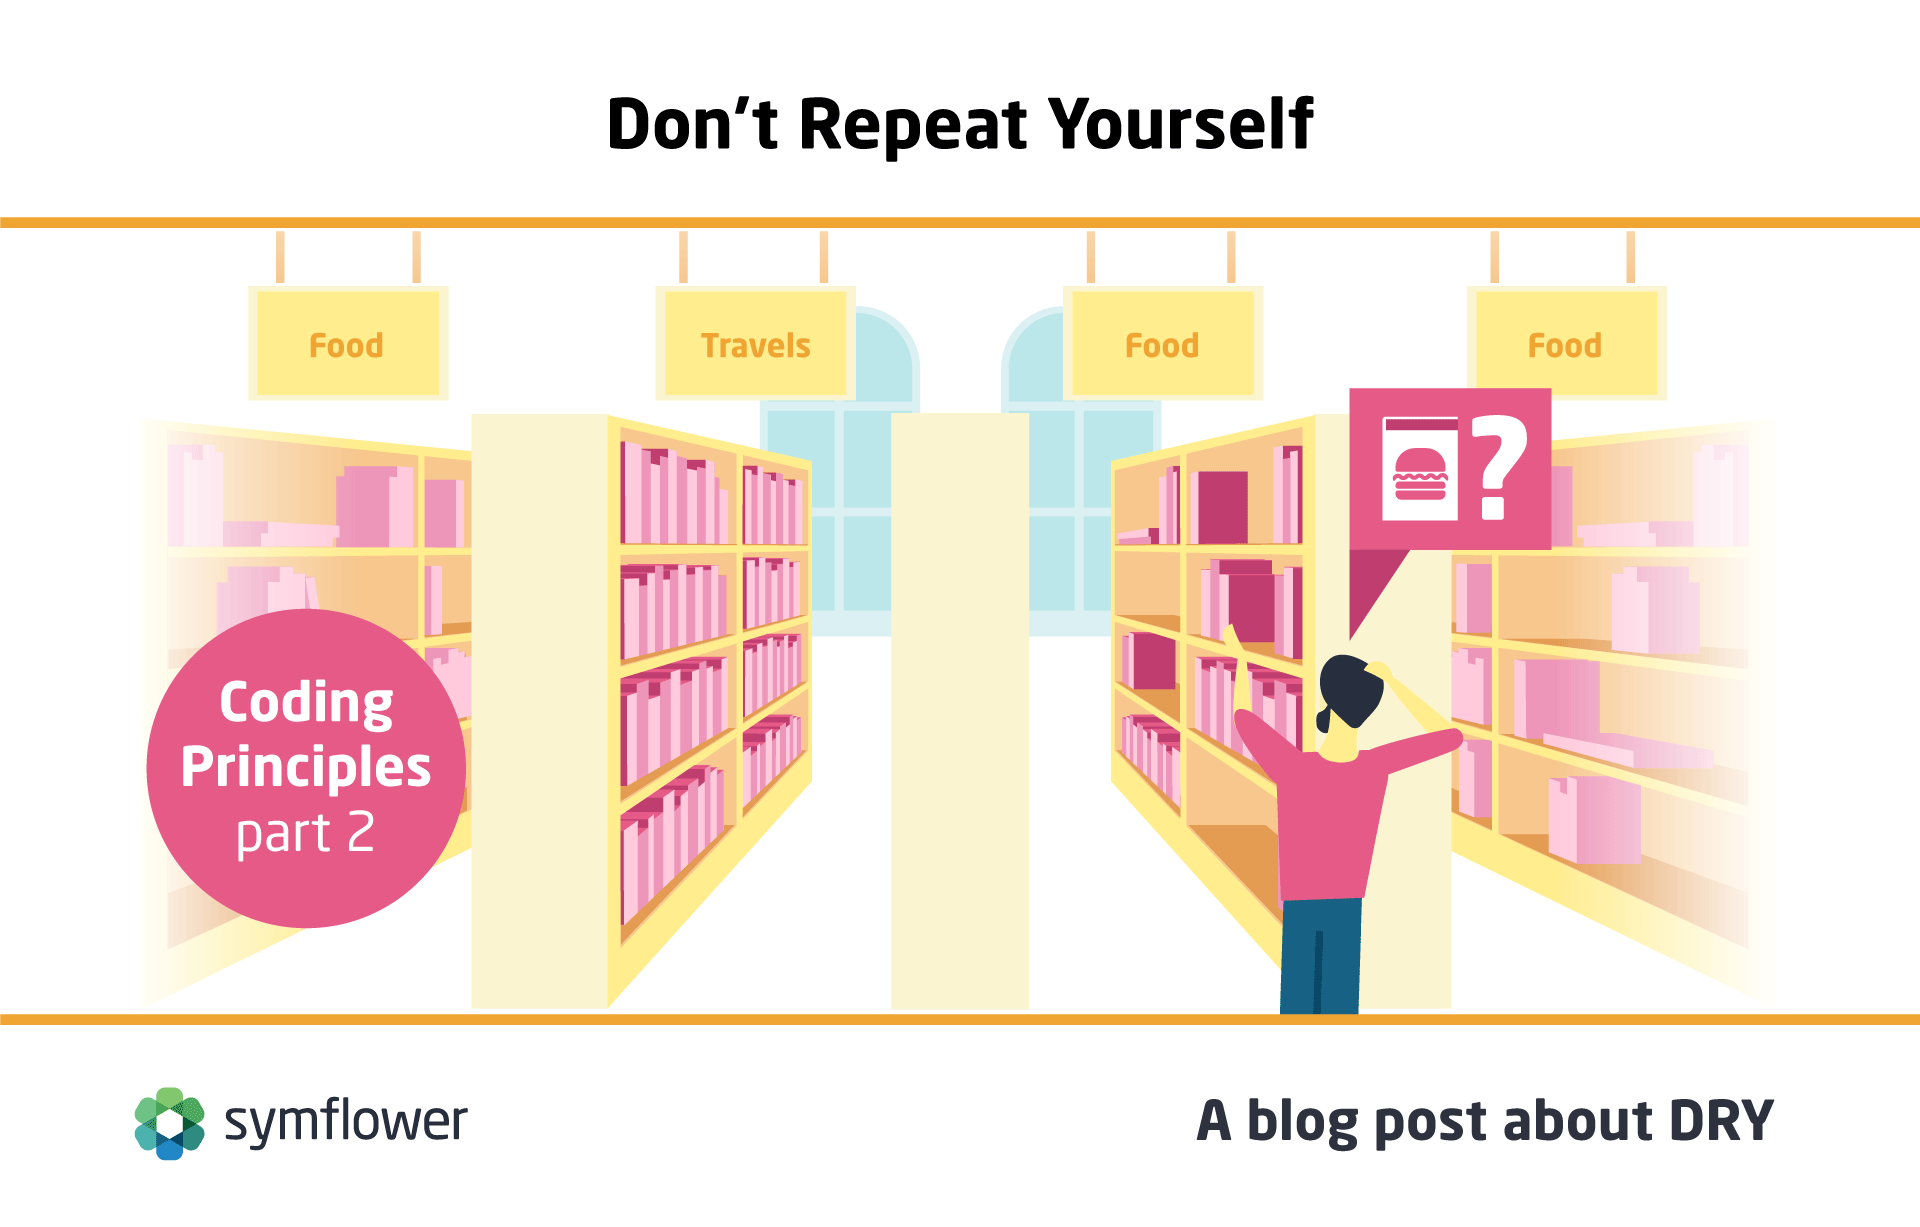 Don't Repeat Yourself
Food
Travels
Food
Food
?
Coding
Principles
part 2
symflower
A blog post about DRY